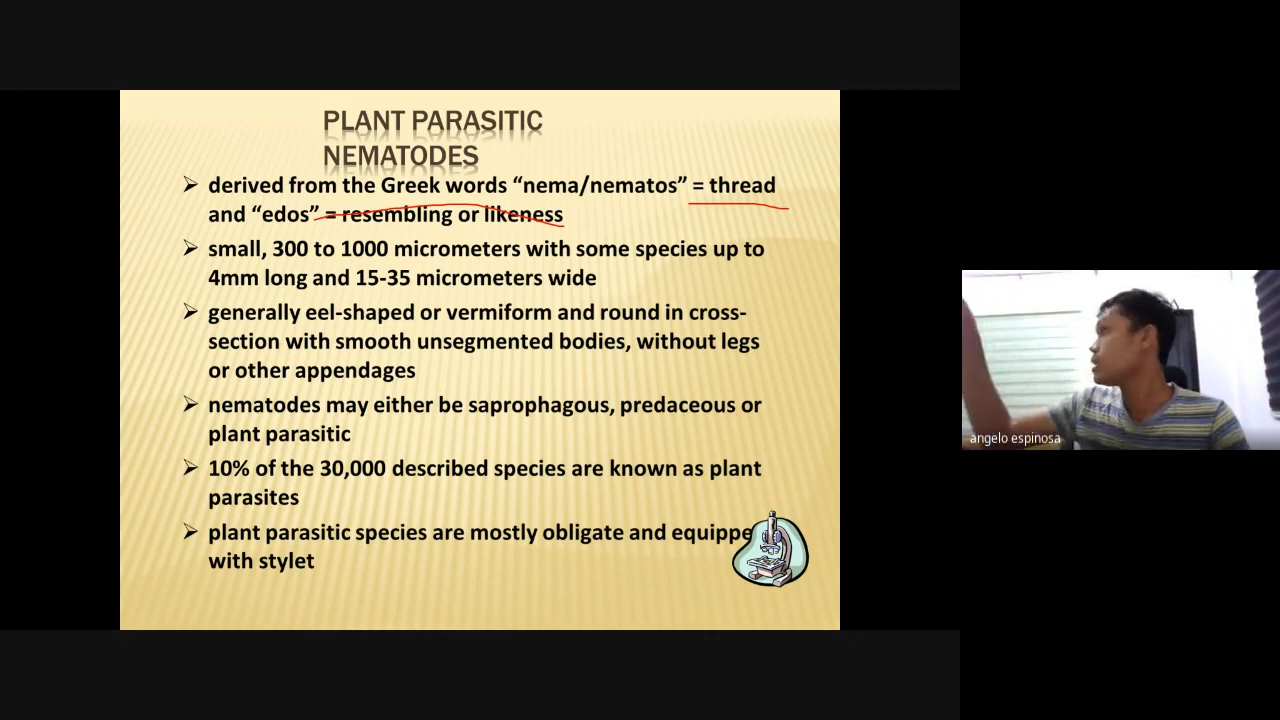 PLANT PARASITIC
NEMATODES
➢ derived from the Greek words “nema/nematos” = thread
and “edos” = resembling or likeness
➢ small, 300 to 1000 micrometers with some species up to
4mm long and 15-35 micrometers wide
➢ generally eel-shaped or vermiform and round in cross-
section with smooth unsegmented bodies, without legs
or other appendages
➢ nematodes may either be saprophagous, predaceous or
plant parasitic
➢ 10% of the 30,000 described species are known as plant
parasites
➢ plant parasitic species are mostly obligate and equippe
with stylet
angelo espinosa